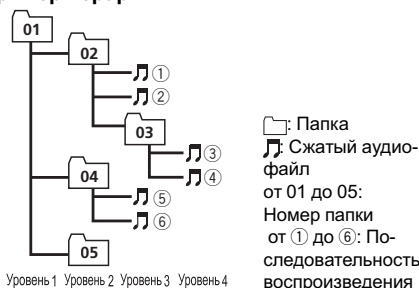 01
02
①
②
03
③
④
04
⑤
⑥
05
Уровень 1 Уровень 2 Уровень 3 Уровень 4
: Папка
: Сжатый аудио-
файл
от 01 до 05:
Номер папки
от ① до ⑥: По-
следовательность
воспроизведения